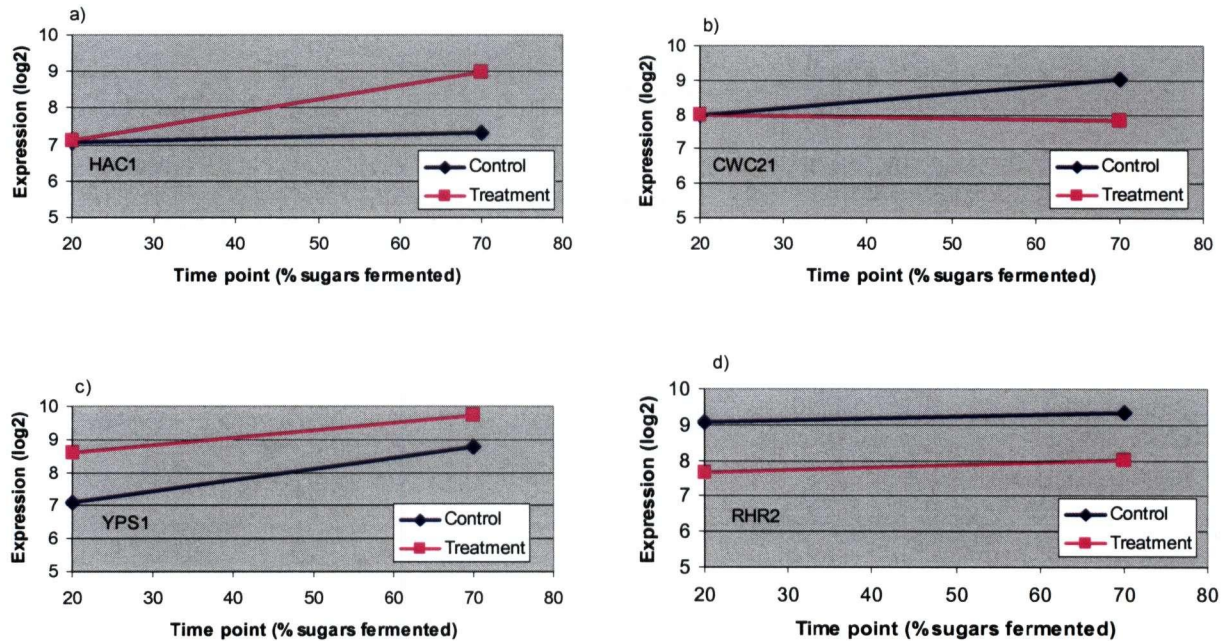 a)
Expression (log2)
10
9
8
7
6
5
HAC1
Control
Treatment
20 30 40 50 60 70 80
Time point (% sugars fermented)
b)
Expression (log2)
10
9
8
7
6
5
CWC21
Control
Treatment
20 30 40 50 60 70 80
Time point (% sugars fermented)
c)
Expression (log2)
10
9
8
7
6
5
YPS1
Control
Treatment
20 30 40 50 60 70 80
Time point (% sugars fermented)
d)
Expression (log2)
10
9
8
7
6
5
RHR2
Control
Treatment
20 30 40 50 60 70 80
Time point (% sugars fermented)